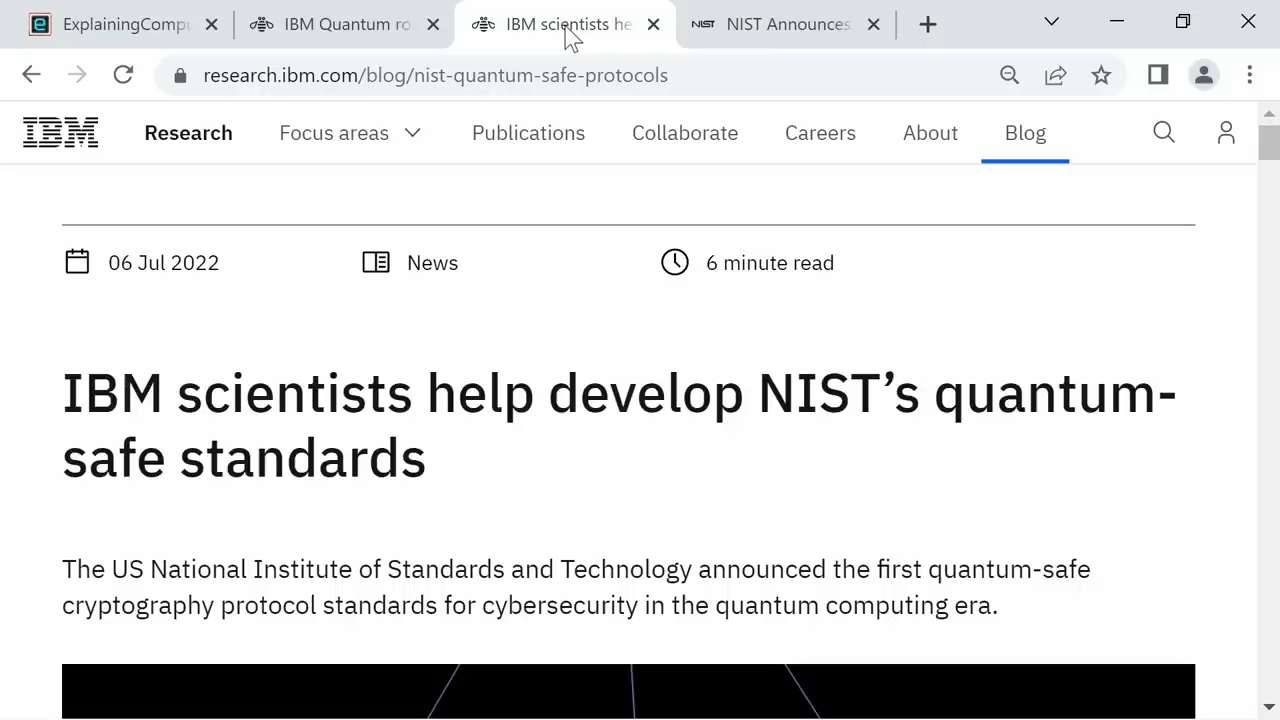 ExplainingCompu
IBM Quantum ro
IBM scientists he
NIST
NIST Announces
research.ibm.com/blog/nist-quantum-safe-protocols
IBM
Research
Focus areas
Publications
Collaborate
Careers
About
Blog
06 Jul 2022
News
6 minute read
IBM scientists help develop NIST’s quantum-
safe standards
The US National Institute of Standards and Technology announced the first quantum-safe
cryptography protocol standards for cybersecurity in the quantum computing era.